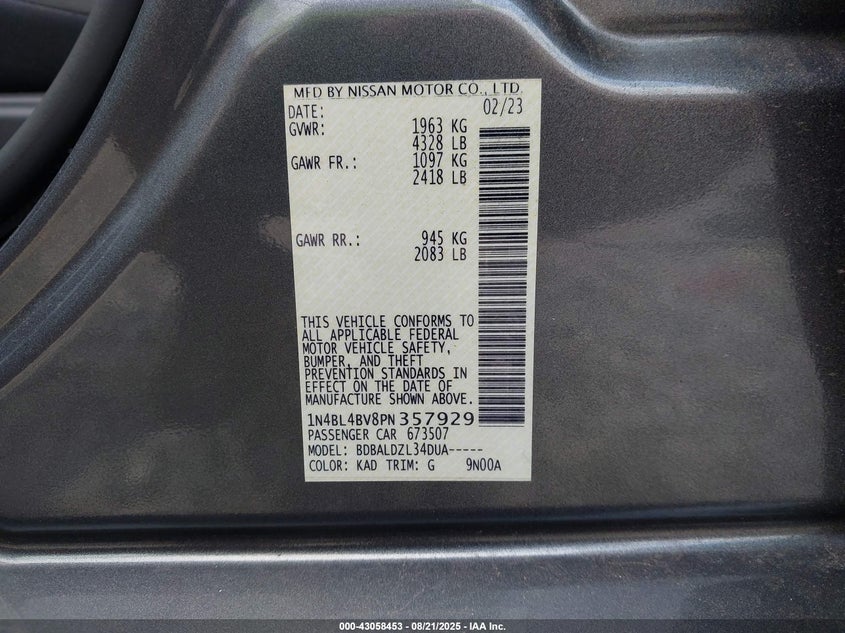 MFD BY NISSAN MOTOR CO., LTD.
DATE: 02/23
GVWR: 1963 KG
4328 LB
GAWR FR.: 1097 KG
2418 LB
GAWR RR.: 945 KG
2083 LB
THIS VEHICLE CONFORMS TO
ALL APPLICABLE FEDERAL
MOTOR VEHICLE SAFETY,
BUMPER, AND THEFT
PREVENTION STANDARDS IN
EFFECT ON THE DATE OF
MANUFACTURE SHOWN ABOVE.
1N4BL4BV8PN357929
PASSENGER CAR 673507
MODEL: BDBALDZL34DUA-----
COLOR: KAD TRIM: G 9N00A
000-43058453 - 08/21/2025 - IAA Inc.